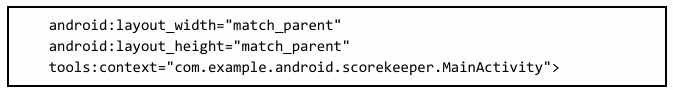 android:layout_width="match_parent"
android:layout_height="match_parent"
tools:context="com.example.android.scorekeeper.MainActivity">